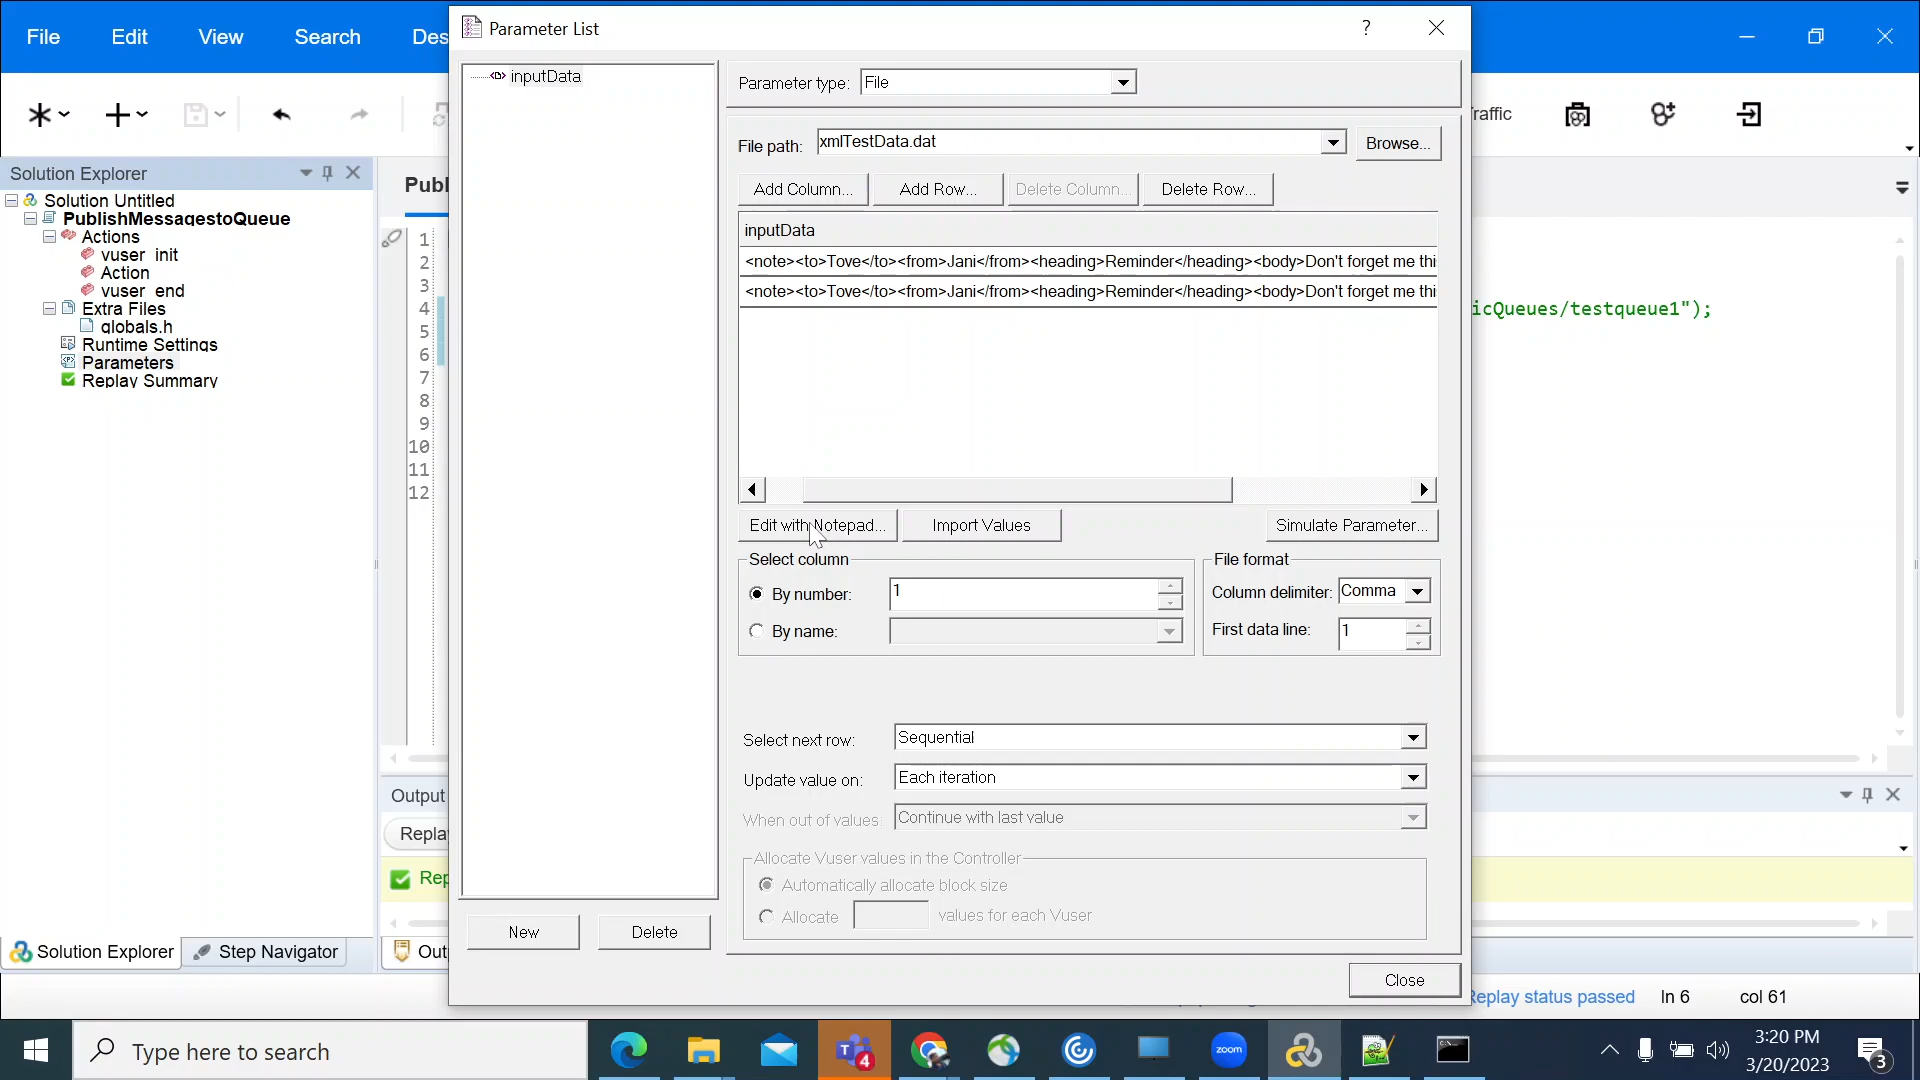 File Edit View Search Des
Parameter List
?
raffic
Solution Explorer
Solution Untitled
PublishMessagestoQueue
Actions
vuser_init
Action
vuser_end
Extra Files
globals.h
Runtime Settings
Parameters
Replay Summary
Solution Explorer
Step Navigator
Publ
1
2
3
4
5
6
7
8
9
10
11
12
icQueues/testqueue1");
Output
Repla
Rep
Out
inputData
New
Delete
Parameter type: File
File path: xmlTestData.dat Browse...
Add Column... Add Row... Delete Column... Delete Row...
inputData
<note><to>Tove</to><from>Jani</from><heading>Reminder</heading><body>Don't forget me thi
<note><to>Tove</to><from>Jani</from><heading>Reminder</heading><body>Don't forget me thi
Edit with Notepad... Import Values Simulate Parameter...
Select column
By number: 1
By name:
File format
Column delimiter: Comma
First data line: 1
Select next row: Sequential
Update value on: Each iteration
When out of values: Continue with last value
Allocate Vuser values in the Controller
Automatically allocate block size
Allocate values for each Vuser
Close
Replay status passed Ln 6 col 61
Type here to search
4
zoom
3:20 PM
3/20/2023
3